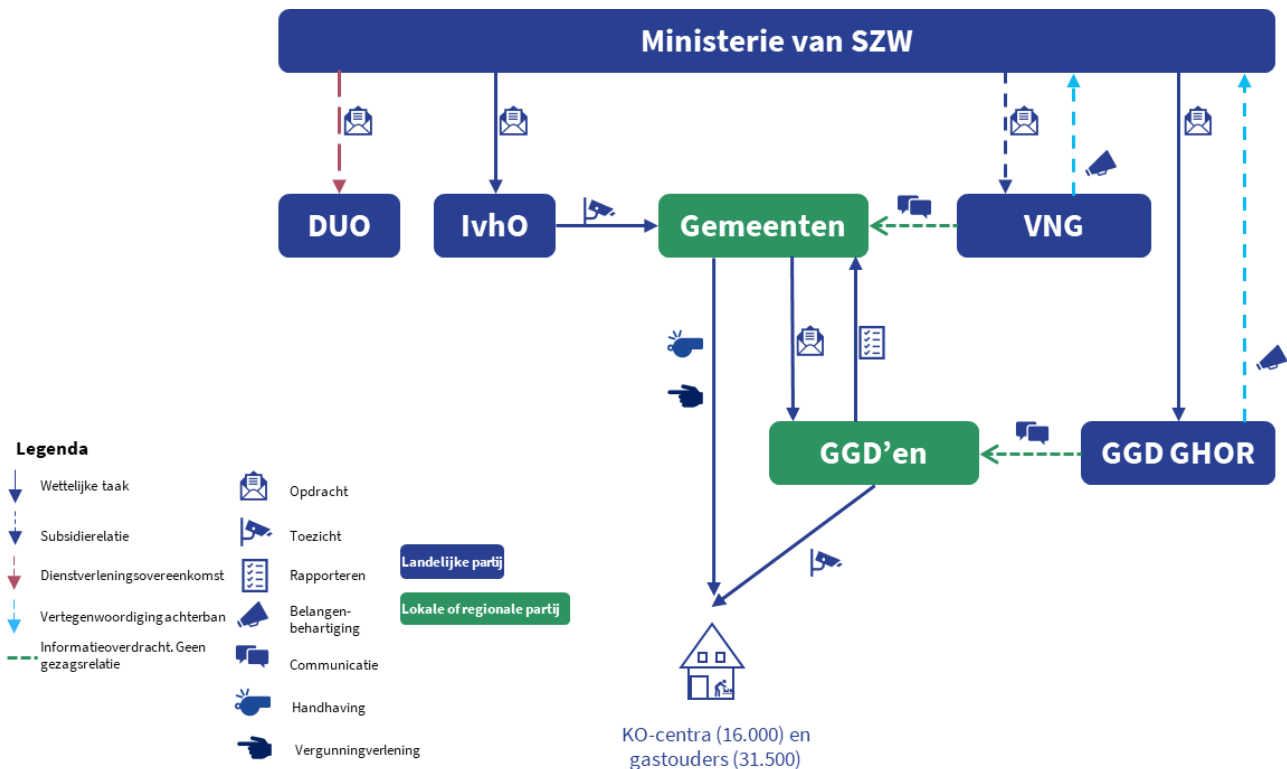 Ministerie van SZW
DUO
IvhO
Gemeenten
VNG
GGD'en
GGD GHOR
Legenda
Wettelijke taak
Subsidierelatie
Dienstverleningsovereenkomst
Vertegenwoordiging achterban
Informatieoverdracht. Geen
gezagsrelatie
Opdracht
Toezicht
Rapporteren
Belangen-
behartiging
Communicatie
Handhaving
Vergunningverlening
Landelijke partij
Lokale of regionale partij
KO-centra (16.000) en
gastouders (31.500)